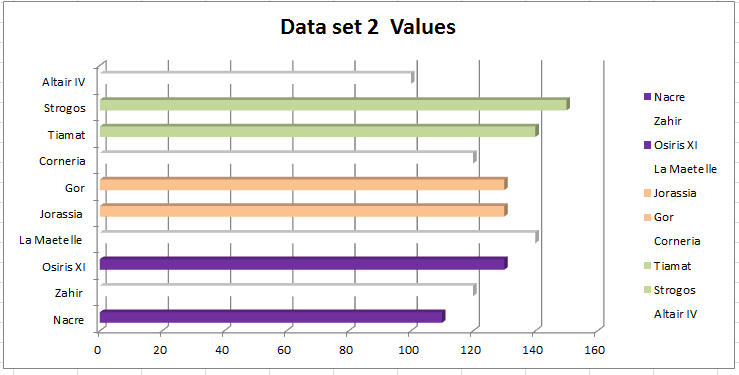 Data set 2  Values
Altair IV
Strogos
Tiamat
Corneria
Gor
Jorassia
La Maetelle
Osiris XI
Zahir
Nacre
0 20 40 60 80 100 120 140 160
Nacre
Zahir
Osiris XI
La Maetelle
Jorassia
Gor
Corneria
Tiamat
Strogos
Altair IV